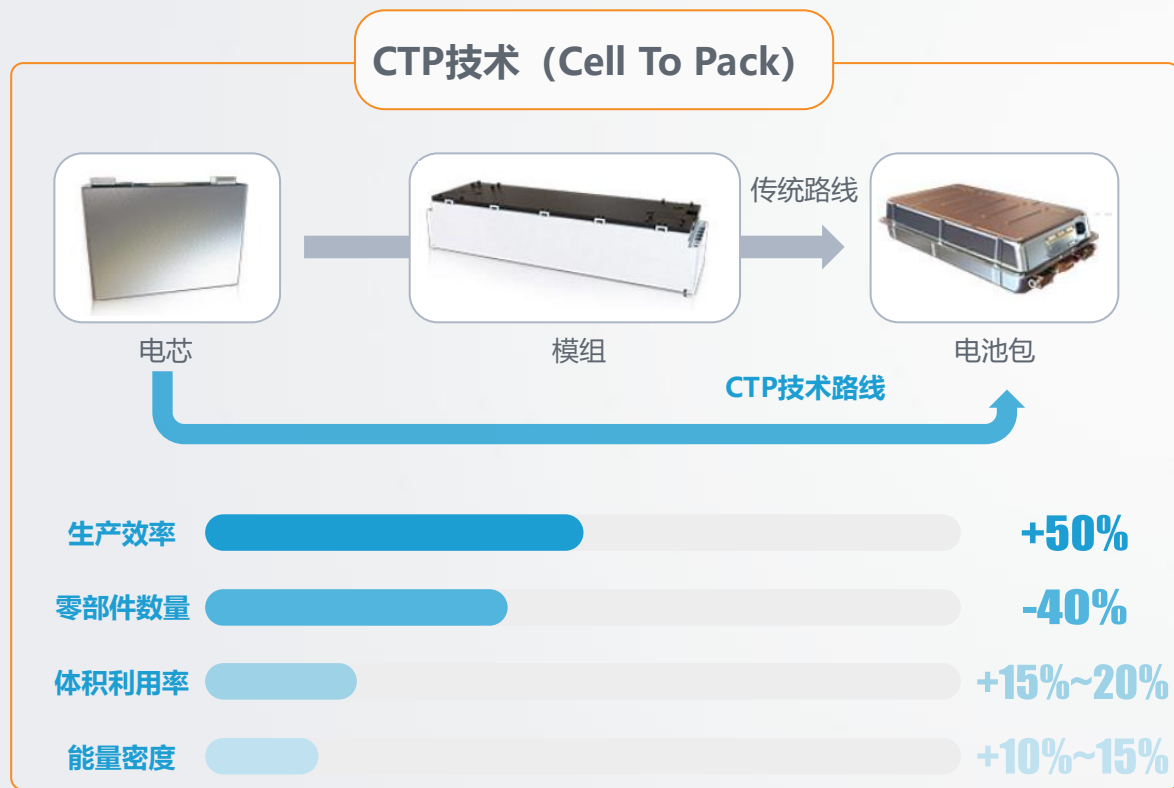 CTP技术（Cell To Pack）
传统路线
电芯
模组
电池包
CTP技术路线
生产效率
+50%
零部件数量
-40%
体积利用率
+15%~20%
能量密度
+10%~15%